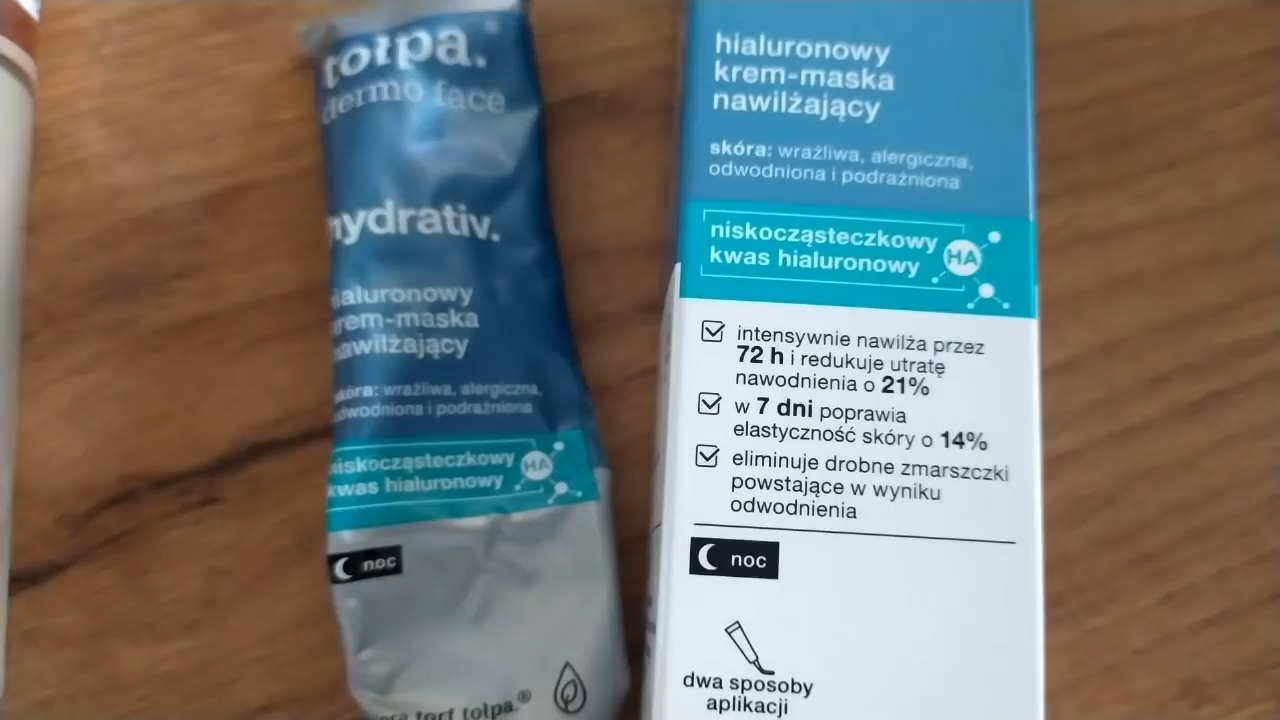 tołpa.®
dermo face
hydrativ.
hialuronowy
krem-maska
nawilżający
skóra: wrażliwa, alergiczna,
odwodniona i podrażniona
niskocząsteczkowy
kwas hialuronowy
HA
noc
torf tołpa.®
hialuronowy
krem-maska
nawilżający
skóra: wrażliwa, alergiczna,
odwodniona i podrażniona
niskocząsteczkowy
kwas hialuronowy
HA
intensywnie nawilża przez
72 h i redukuje utratę
nawodnienia o 21%
w 7 dni poprawia
elastyczność skóry o 14%
eliminuje drobne zmarszczki
powstające w wyniku
odwodnienia
noc
dwa sposoby
aplikacji